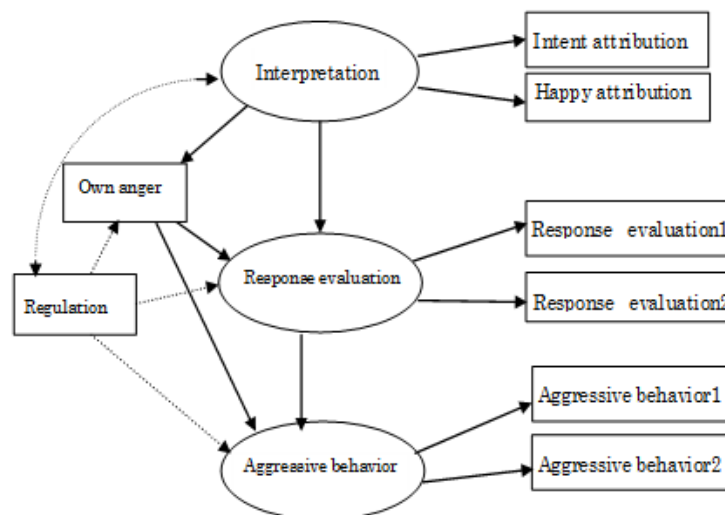 Interpretation
Intent attribution
Happy attribution
Own anger
Response evaluation
Response evaluation1
Response evaluation2
Regulation
Aggressive behavior
Aggressive behavior1
Aggressive behavior2